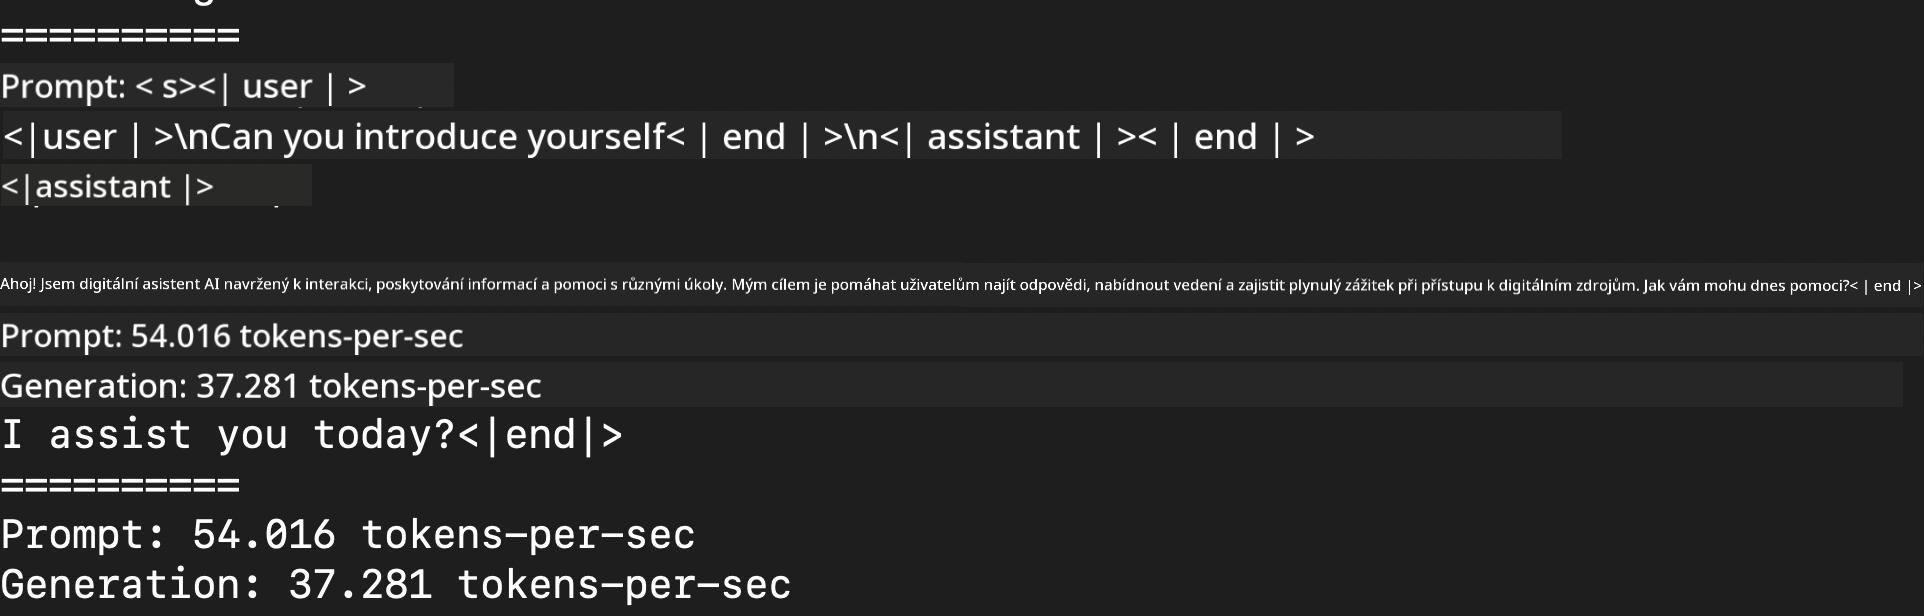 ==========
Prompt: < s><| user | >
<|user | >\nCan you introduce yourself< | end | >\n<| assistant | >< | end | >
<|assistant |>
Ahoj! Jsem digitální asistent AI navržený k interakci, poskytování informací a pomoci s různými úkoly. Mým cílem je pomáhat uživatelům najít odpovědi, nabídnout vedení a zajistit plynulý zážitek při přístupu k digitálním zdrojům. Jak vám mohu dnes pomoci?< | end |>
Prompt: 54.016 tokens-per-sec
Generation: 37.281 tokens-per-sec
I assist you today?<|end|>
==========
Prompt: 54.016 tokens-per-sec
Generation: 37.281 tokens-per-sec